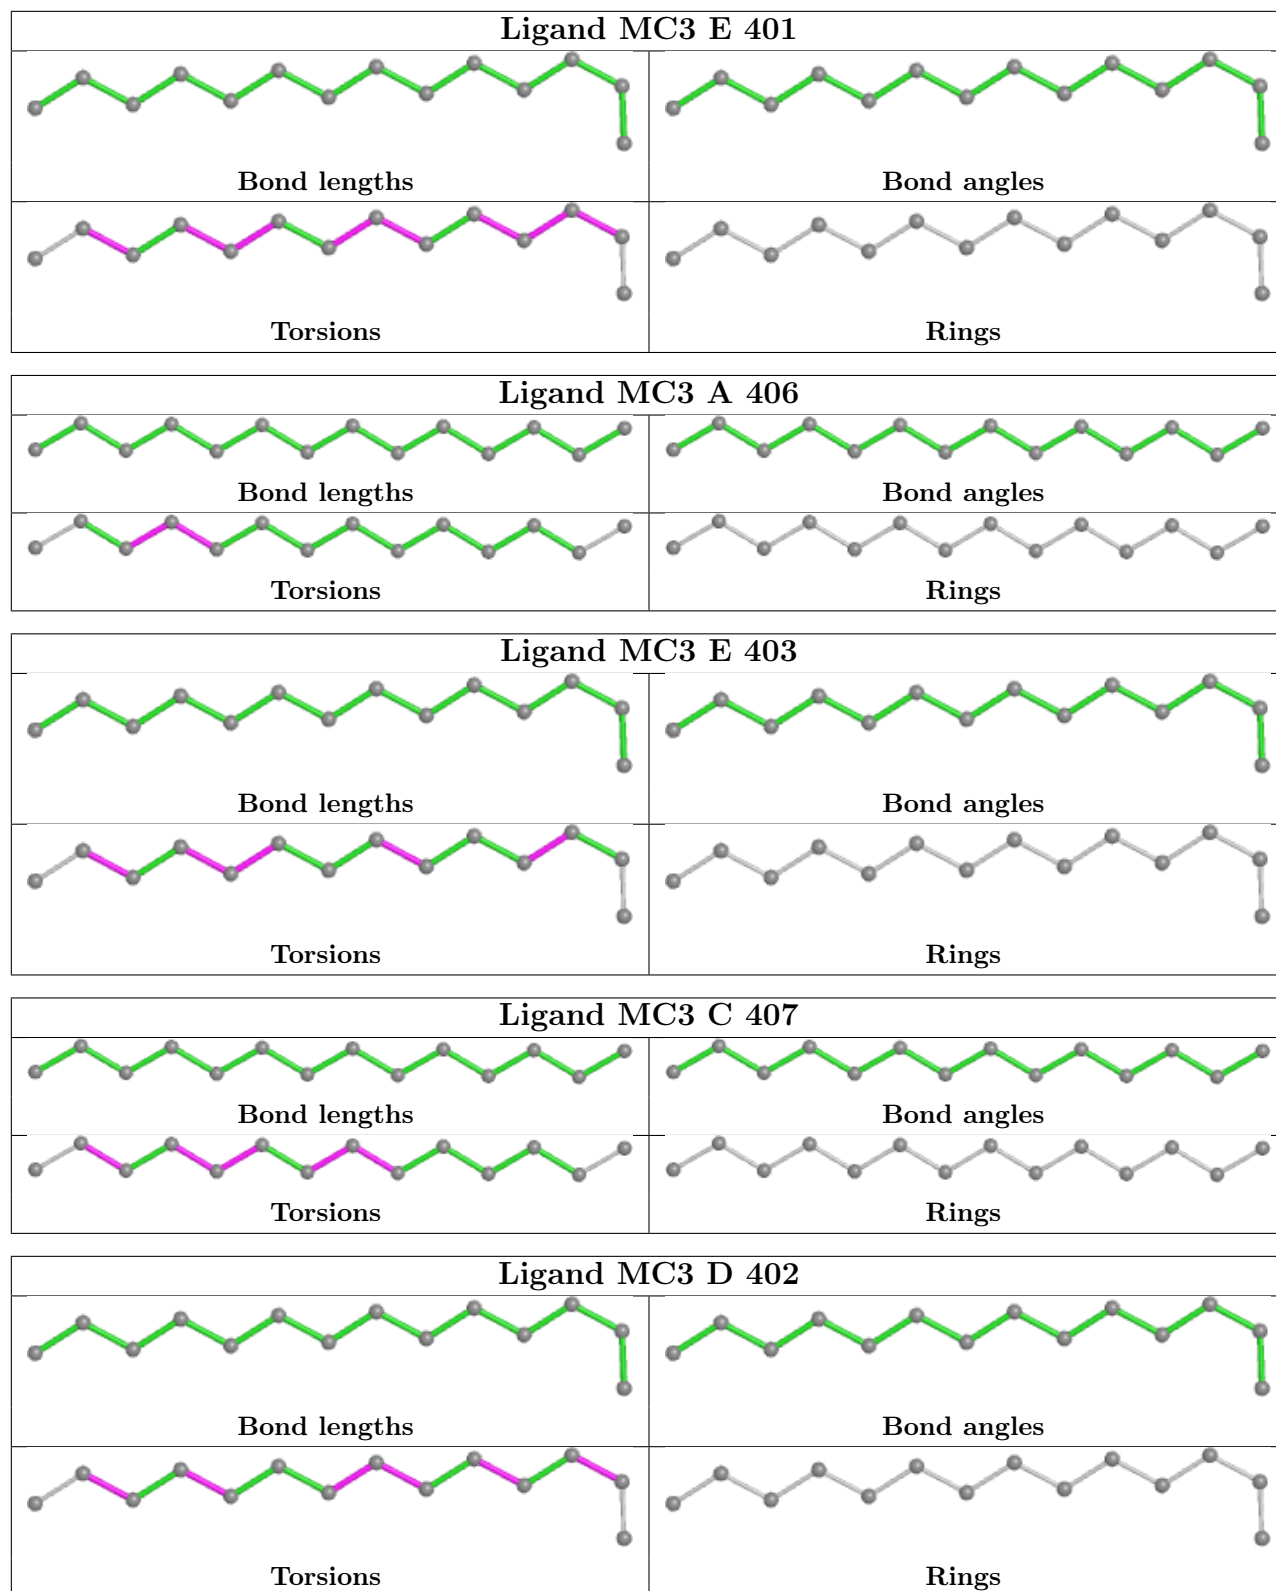 Ligand MC3 E 401
Bond lengths Bond angles
Torsions Rings
Ligand MC3 A 406
Bond lengths Bond angles
Torsions Rings
Ligand MC3 E 403
Bond lengths Bond angles
Torsions Rings
Ligand MC3 C 407
Bond lengths Bond angles
Torsions Rings
Ligand MC3 D 402
Bond lengths Bond angles
Torsions Rings